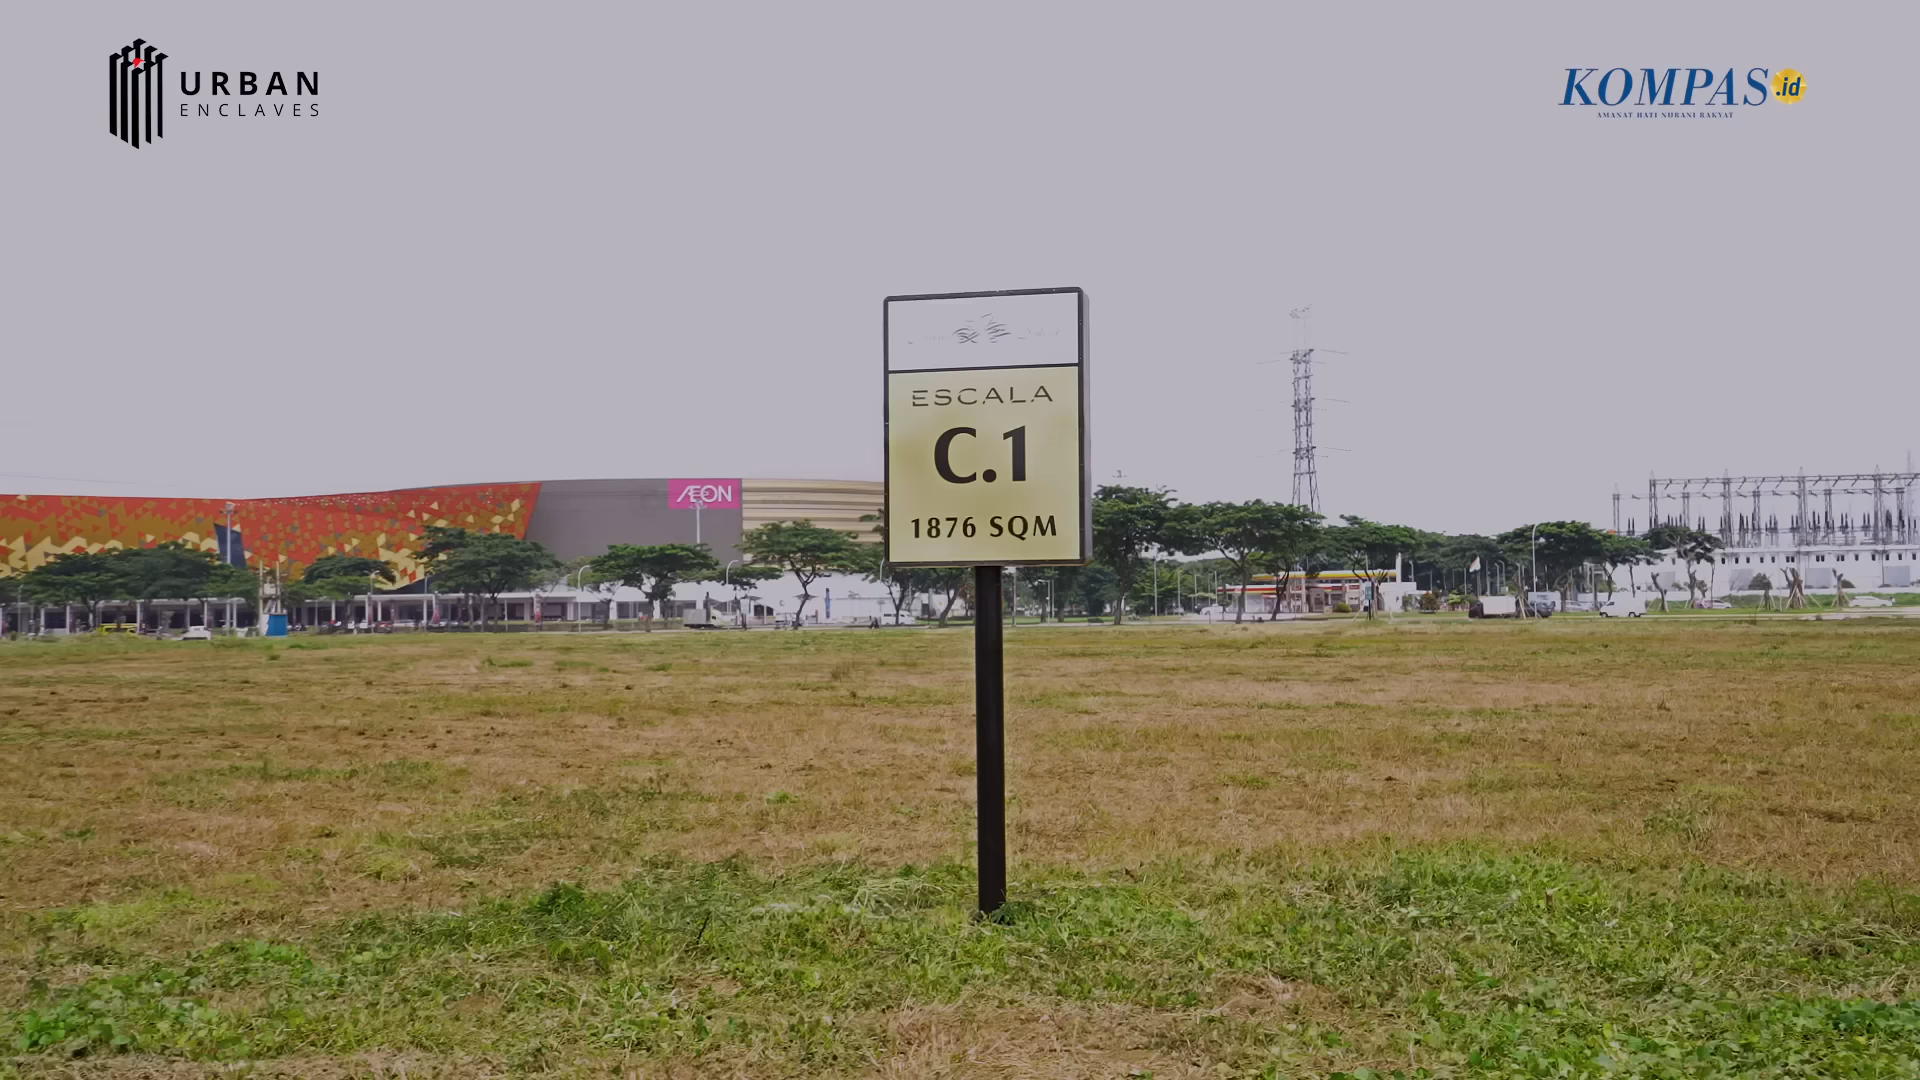 URBAN
ENCLAVES
KOMPAS.id
AMANAT HATI NURANI RAKYAT
ESCALA
C.1
1876 SQM
ÆON